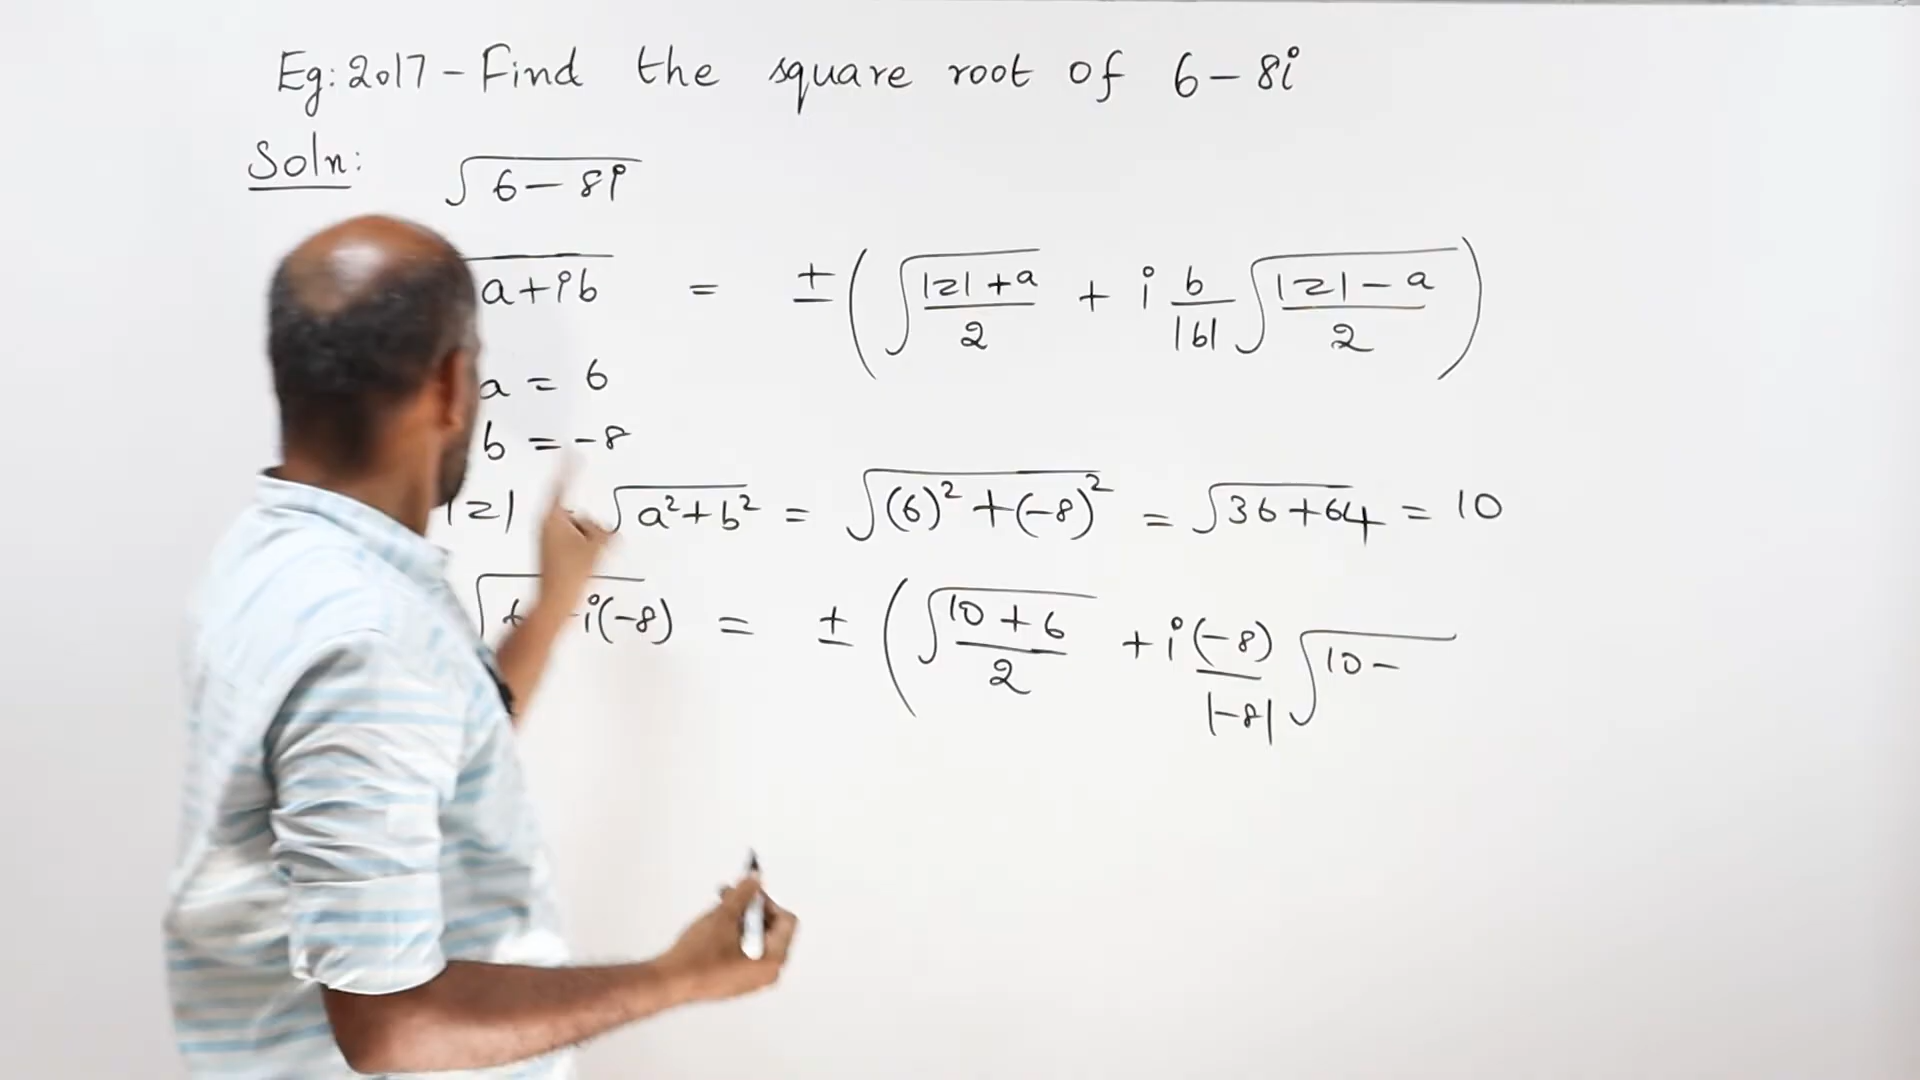 Eg: 2017 - Find the square root of 6 - 8i
Soln: √(6 - 8i)
√(a + ib) = ± (√((|z| + a)/2) + i b/|b| √((|z| - a)/2))
a = 6
b = -8
|z| = √(a² + b²) = √((6)² + (-8)²) = √(36 + 64) = 10
√(6 + i(-8)) = ± (√((10 + 6)/2) + i (-8)/|-8| √(10 -